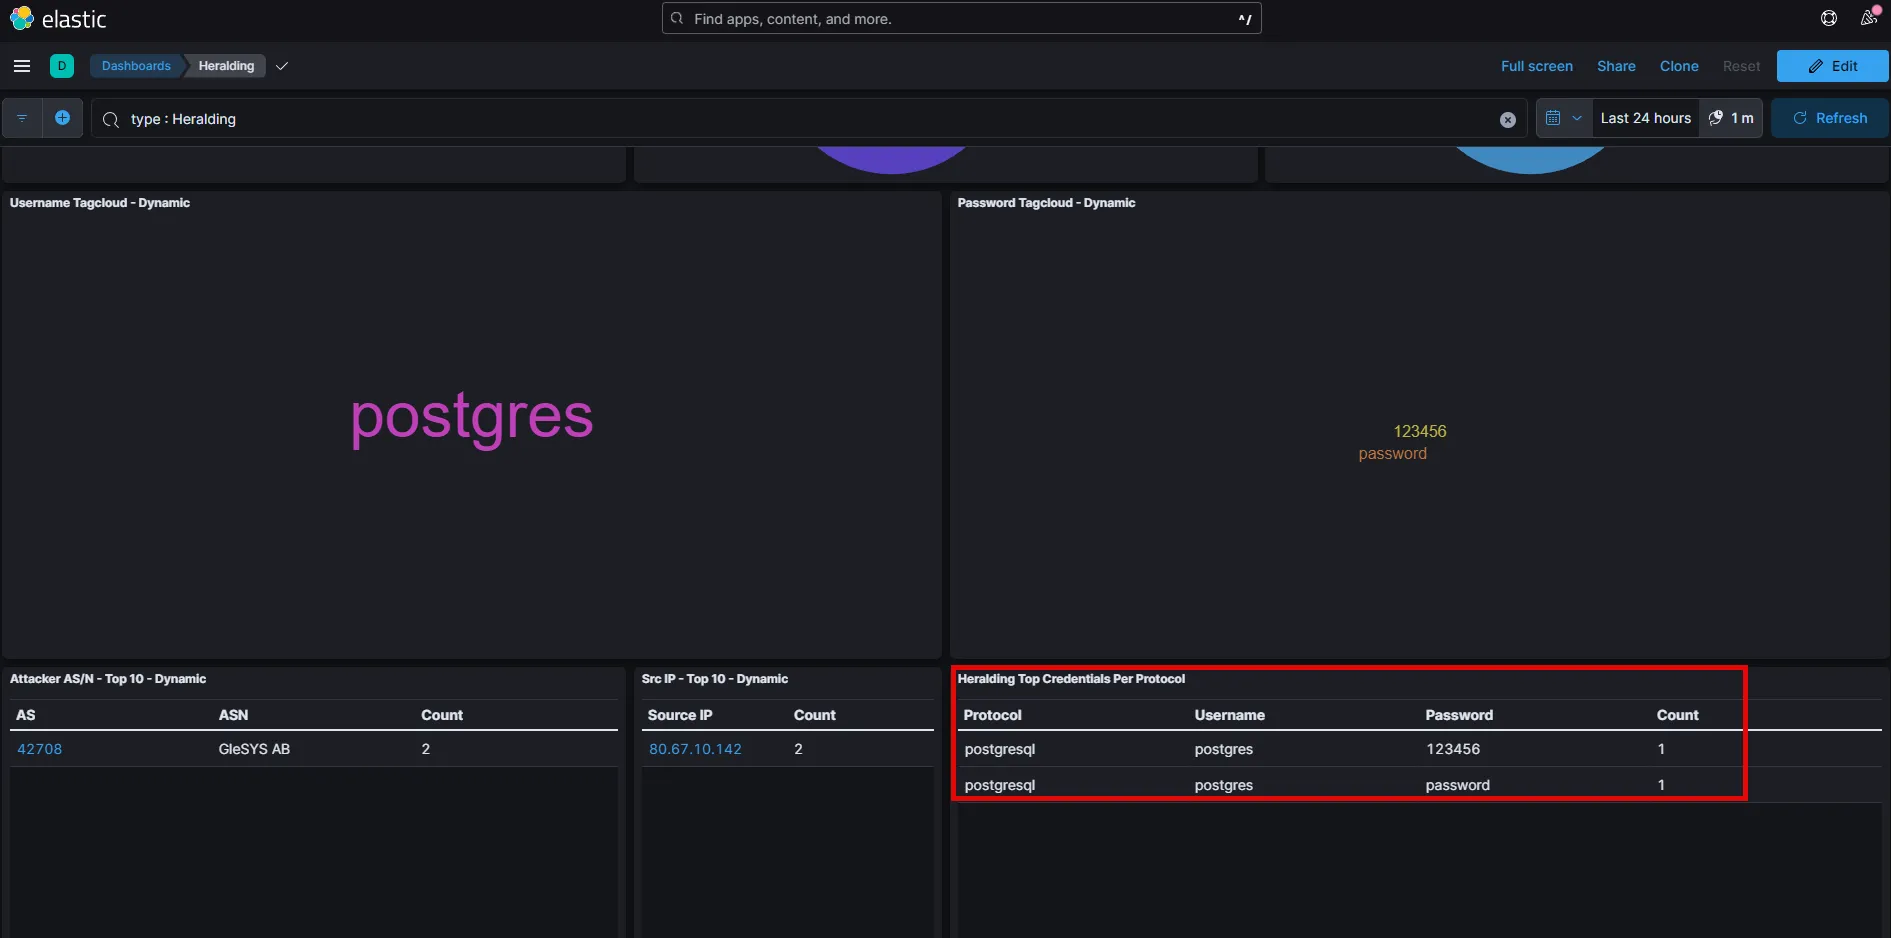 elastic
Find apps, content, and more.
^/
D
Dashboards
Heralding
Full screen
Share
Clone
Reset
Edit
type : Heralding
Last 24 hours
1 m
Refresh
Username Tagcloud - Dynamic
Password Tagcloud - Dynamic
postgres
123456
password
Attacker AS/N - Top 10 - Dynamic
AS ASN Count
42708 GleSYS AB 2
Src IP - Top 10 - Dynamic
Source IP Count
80.67.10.142 2
Heralding Top Credentials Per Protocol
Protocol Username Password Count
postgresql postgres 123456 1
postgresql postgres password 1